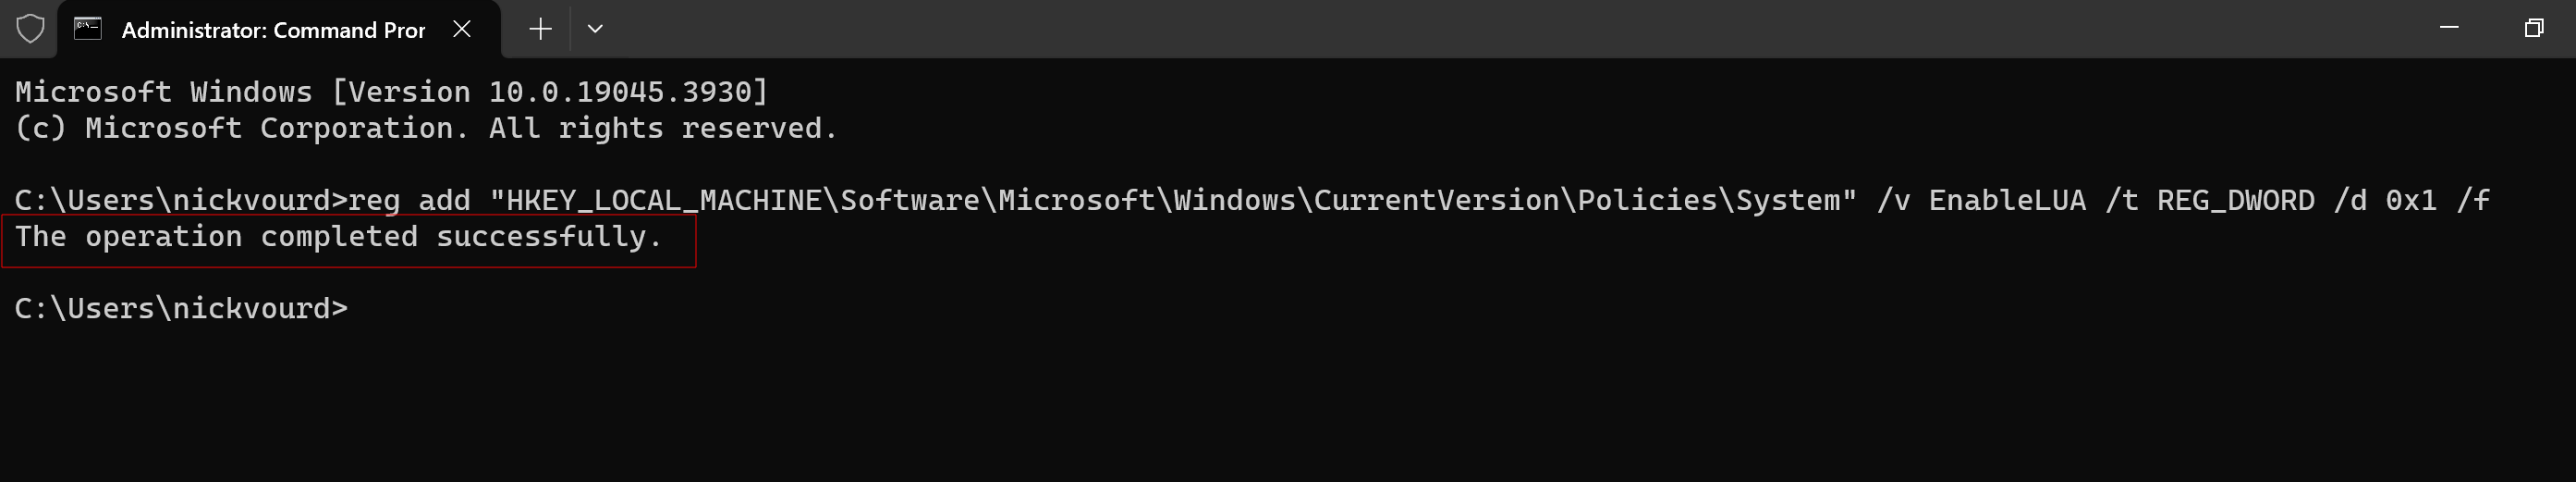 Administrator: Command Pror
Microsoft Windows [Version 10.0.19045.3930]
(c) Microsoft Corporation. All rights reserved.
C:\Users\nickvourd>reg add "HKEY_LOCAL_MACHINE\Software\Microsoft\Windows\CurrentVersion\Policies\System" /v EnableLUA /t REG_DWORD /d 0x1 /f
The operation completed successfully.
C:\Users\nickvourd>